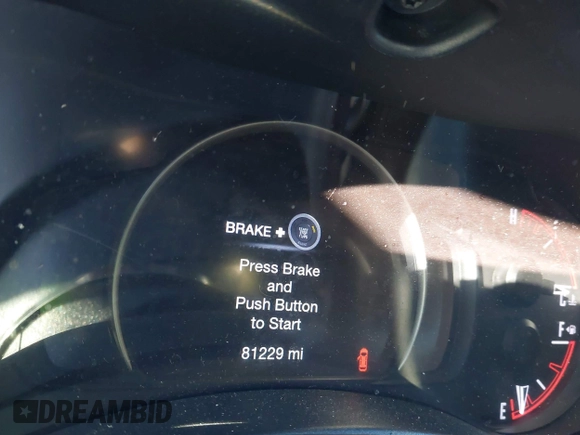 BRAKE +
Press Brake
and
Push Button
to Start
81229 mi
H
C
F
E
DREAMBID